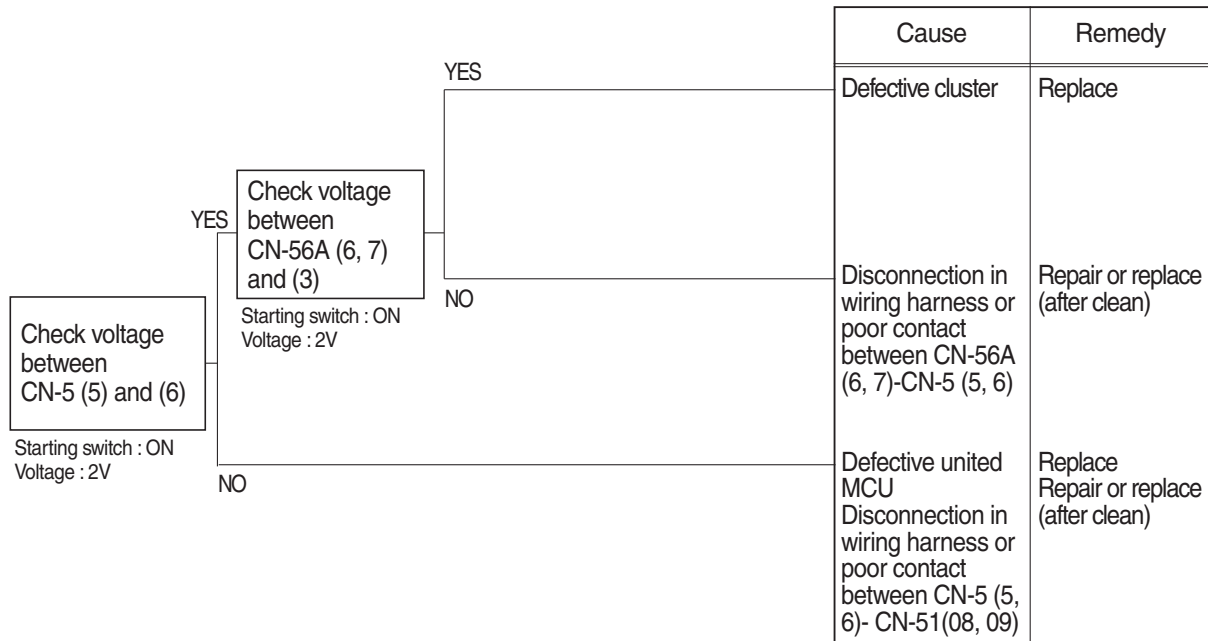 Cause
Remedy
YES
Defective cluster
Replace
Check voltage
between
CN-56A (6, 7)
and (3)
YES
Starting switch : ON
Voltage : 2V
NO
Disconnection in
wiring harness or
poor contact
between CN-56A
(6, 7)-CN-5 (5, 6)
Repair or replace
(after clean)
Check voltage
between
CN-5 (5) and (6)
Starting switch : ON
Voltage : 2V
NO
Defective united
MCU
Disconnection in
wiring harness or
poor contact
between CN-5 (5,
6)- CN-51(08, 09)
Replace
Repair or replace
(after clean)